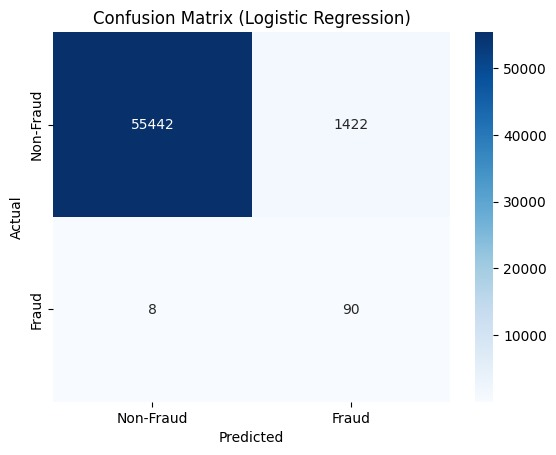 Confusion Matrix (Logistic Regression)
Non-Fraud
Fraud
Actual
55442
1422
8
90
Non-Fraud
Fraud
Predicted
50000
40000
30000
20000
10000